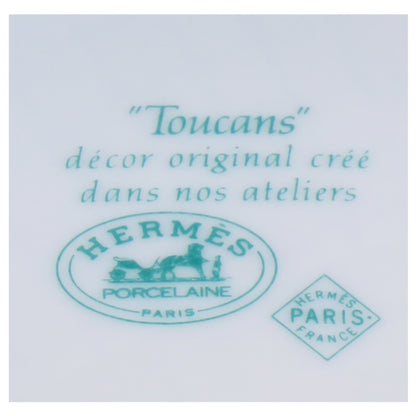 "Toucans"
décor original créé
dans nos ateliers
HERMÈS
PORCELAINE
PARIS
HERMÈS
PARIS
FRANCE